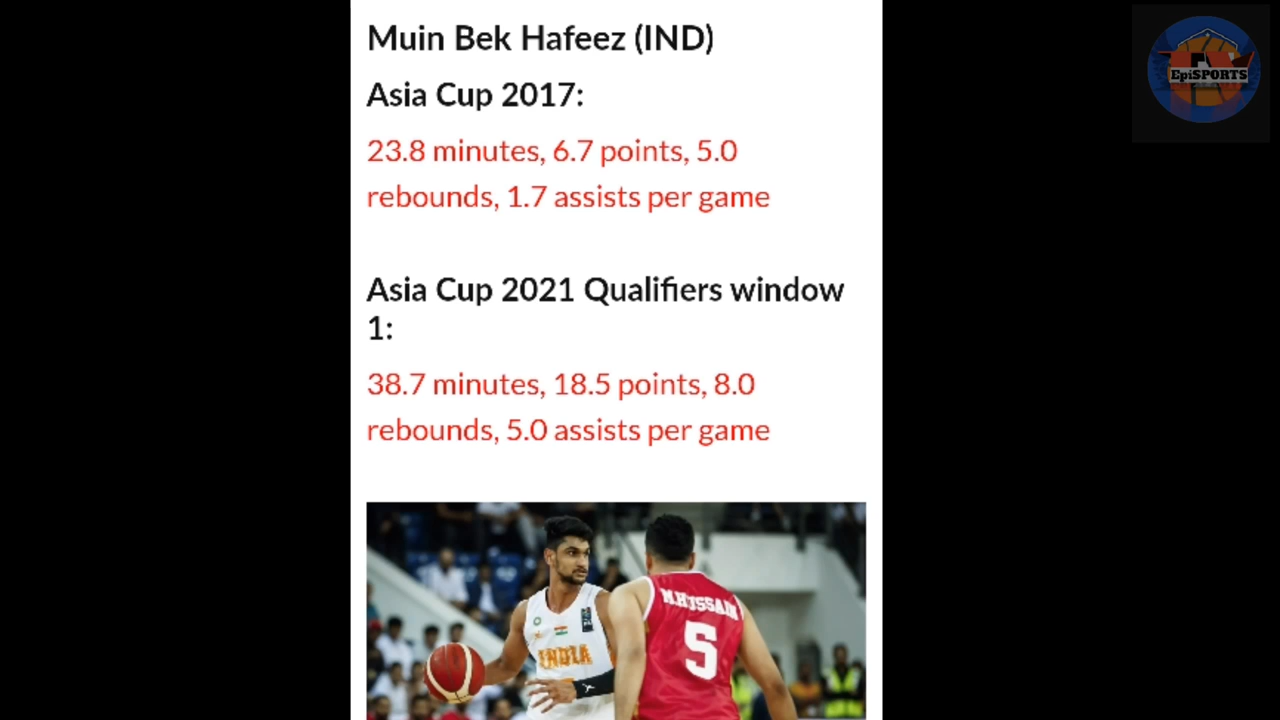 Muin Bek Hafeez (IND)
Asia Cup 2017:
23.8 minutes, 6.7 points, 5.0
rebounds, 1.7 assists per game
Asia Cup 2021 Qualifiers window
1:
38.7 minutes, 18.5 points, 8.0
rebounds, 5.0 assists per game
EpiSPORTS
M.HUSSAIN
5
INDIA